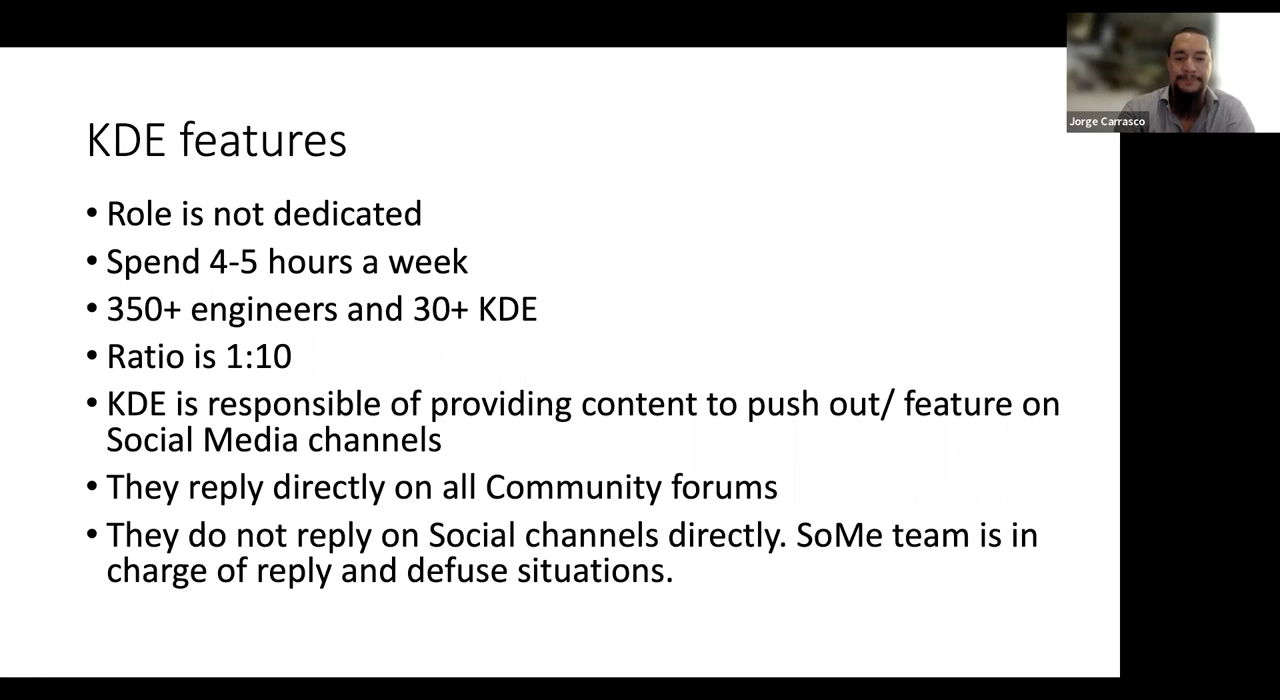 KDE features
• Role is not dedicated
• Spend 4-5 hours a week
• 350+ engineers and 30+ KDE
• Ratio is 1:10
• KDE is responsible of providing content to push out/ feature on
Social Media channels
• They reply directly on all Community forums
• They do not reply on Social channels directly. SoMe team is in
charge of reply and defuse situations.
Jorge Carrasco